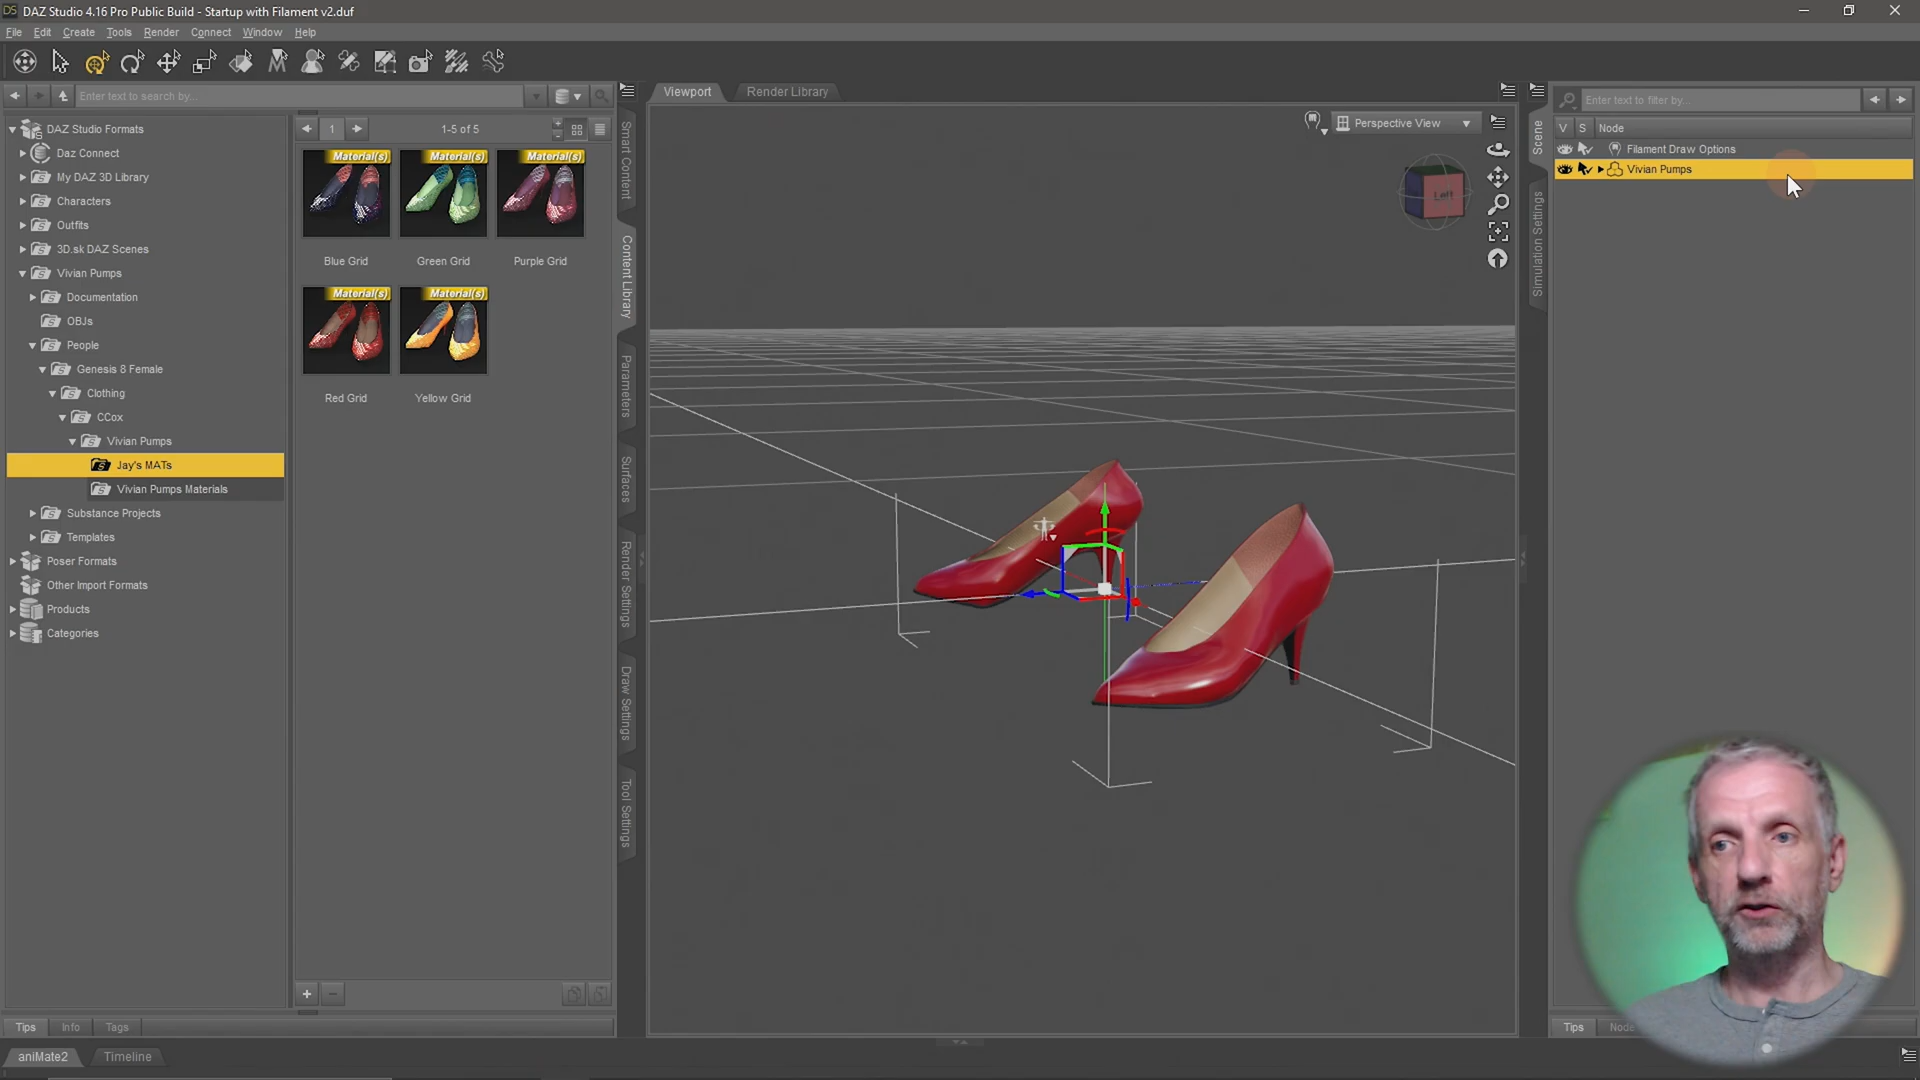 DAZ Studio 4.16 Pro Public Build - Startup with Filament v2.duf
File Edit Create Tools Render Connect Window Help
Enter text to search by...
DAZ Studio Formats
Daz Connect
My DAZ 3D Library
Characters
Outfits
3D.sk DAZ Scenes
Vivian Pumps
Documentation
OBJs
People
Genesis 8 Female
Clothing
CCox
Vivian Pumps
Jay's MATs
Vivian Pumps Materials
Substance Projects
Templates
Poser Formats
Other Import Formats
Products
Categories
1
1-5 of 5
Material(s) Material(s) Material(s)
Blue Grid Green Grid Purple Grid
Material(s) Material(s)
Red Grid Yellow Grid
Smart Content
Content Library
Parameters
Surfaces
Render Settings
Draw Settings
Tool Settings
Viewport Render Library
Perspective View
Left
Scene
Simulation Settings
Enter text to filter by...
V S Node
Filament Draw Options
Vivian Pumps
Tips Info Tags
Tips
aniMate2 Timeline